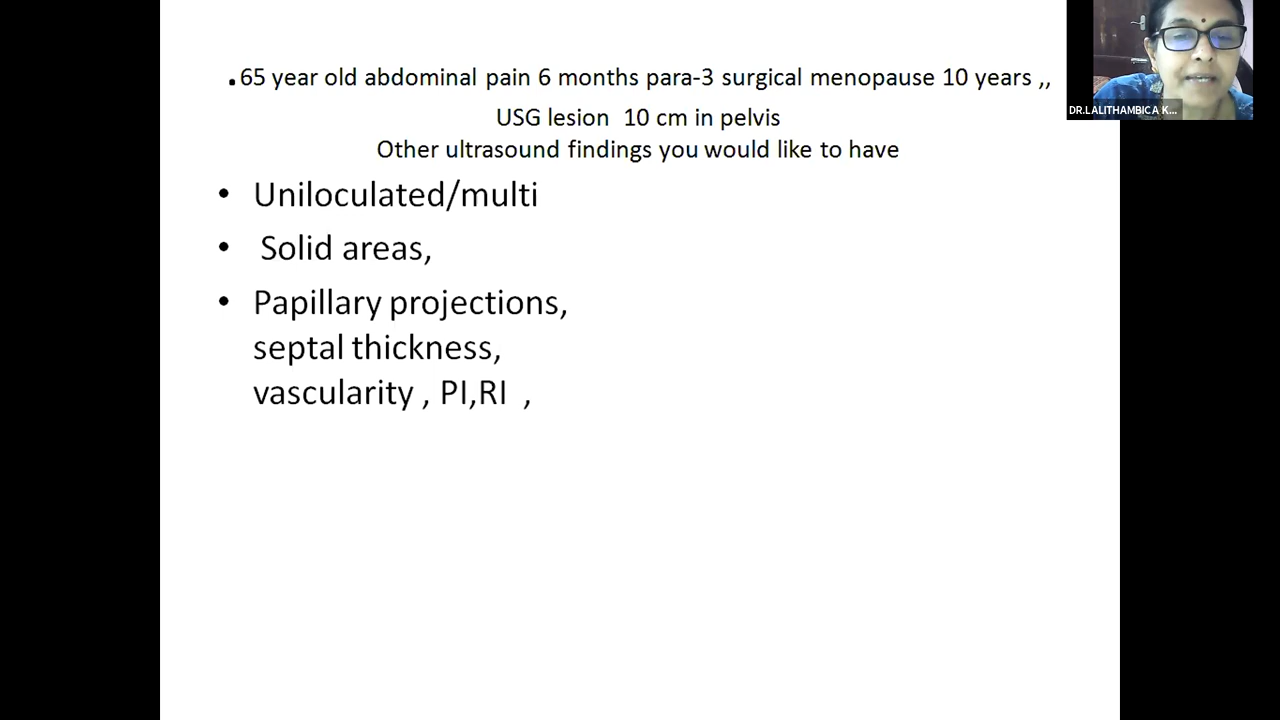 . 65 year old abdominal pain 6 months para-3 surgical menopause 10 years ,,
USG lesion 10 cm in pelvis
Other ultrasound findings you would like to have
• Uniloculated/multi
• Solid areas,
• Papillary projections,
septal thickness,
vascularity , PI,RI ,
DR.LALITHAMBICA K...